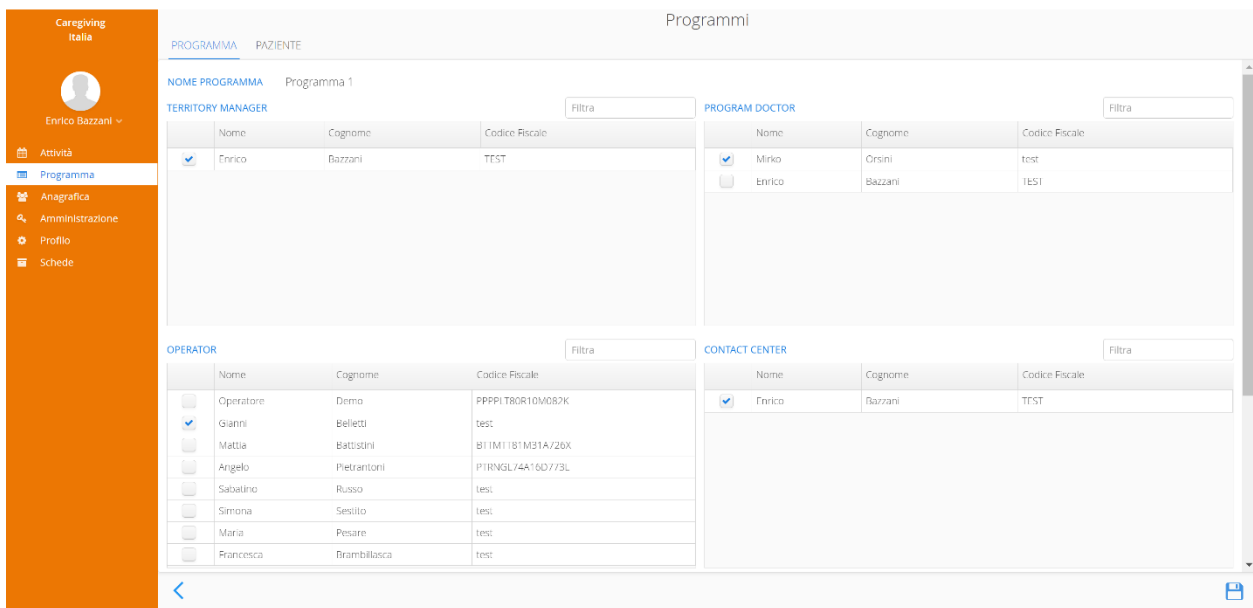 Caregiving
Italia
Enrico Bazzani
Attività
Programma
Anagrafica
Amministrazione
Profilo
Schede
Programmi
PROGRAMMA PAZIENTE
NOME PROGRAMMA Programma 1
TERRITORY MANAGER Filtra
Nome Cognome Codice Fiscale
Enrico Bazzani TEST
PROGRAM DOCTOR Filtra
Nome Cognome Codice Fiscale
Mirko Orsini test
Enrico Bazzani TEST
OPERATOR Filtra
Nome Cognome Codice Fiscale
Operatore Demo PPPPLT80R10M082K
Gianni Belletti test
Mattia Battistini BTTMTT81M31A726X
Angelo Pietrantoni PTRNGL74A16D773L
Sabatino Russo test
Simona Sestito test
Maria Pesare test
Francesca Brambillasca test
CONTACT CENTER Filtra
Nome Cognome Codice Fiscale
Enrico Bazzani TEST